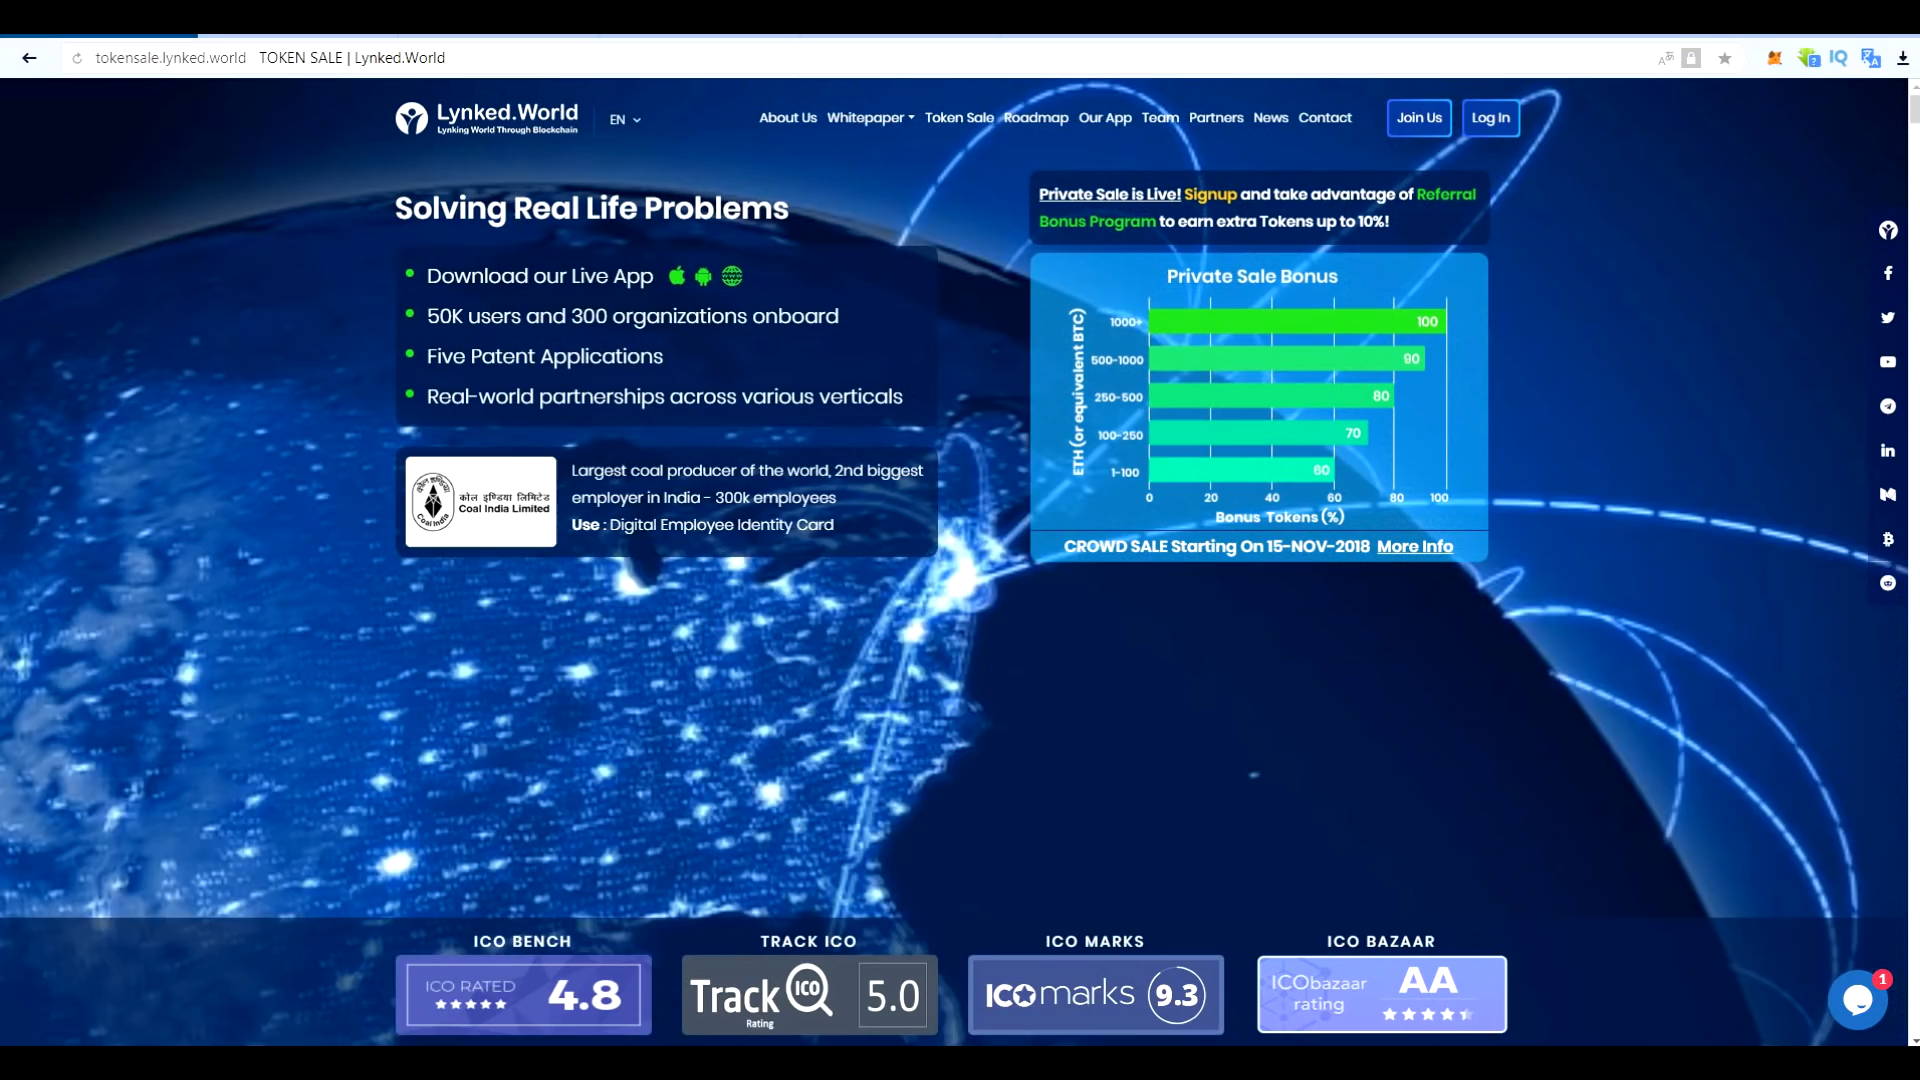 tokensale.lynked.world TOKEN SALE | Lynked.World
Lynked.World
Lynking World Through Blockchain
EN
About Us Whitepaper Token Sale Roadmap Our App Team Partners News Contact Join Us Log In
Solving Real Life Problems
Download our Live App
50K users and 300 organizations onboard
Five Patent Applications
Real-world partnerships across various verticals
कोल इण्डिया लिमिटेड
Coal India Limited
Coal India
Largest coal producer of the world, 2nd biggest
employer in India - 300k employees
Use : Digital Employee Identity Card
Private Sale is Live! Signup and take advantage of Referral
Bonus Program to earn extra Tokens up to 10%!
Private Sale Bonus
ETH (or equivalent BTC)
1000+ 100
500-1000 90
250-500 80
100-250 70
1-100 60
0 20 40 60 80 100
Bonus Tokens (%)
CROWD SALE Starting On 15-NOV-2018 More Info
ICO BENCH
ICO RATED
4.8
TRACK ICO
Track ICO
Rating
5.0
ICO MARKS
ICO marks 9.3
ICO BAZAAR
ICObazaar
rating
AA
1
IQ